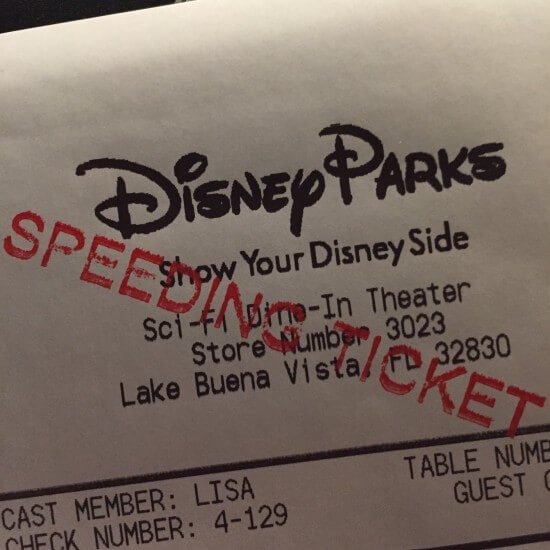 Disney Parks
Show Your Disney Side
SPEEDING TICKET
Sci-Fi Dine-In Theater
Store Number 3023
Lake Buena Vista, FL 32830
CAST MEMBER: LISA
TABLE NUMB
CHECK NUMBER: 4-129
GUEST